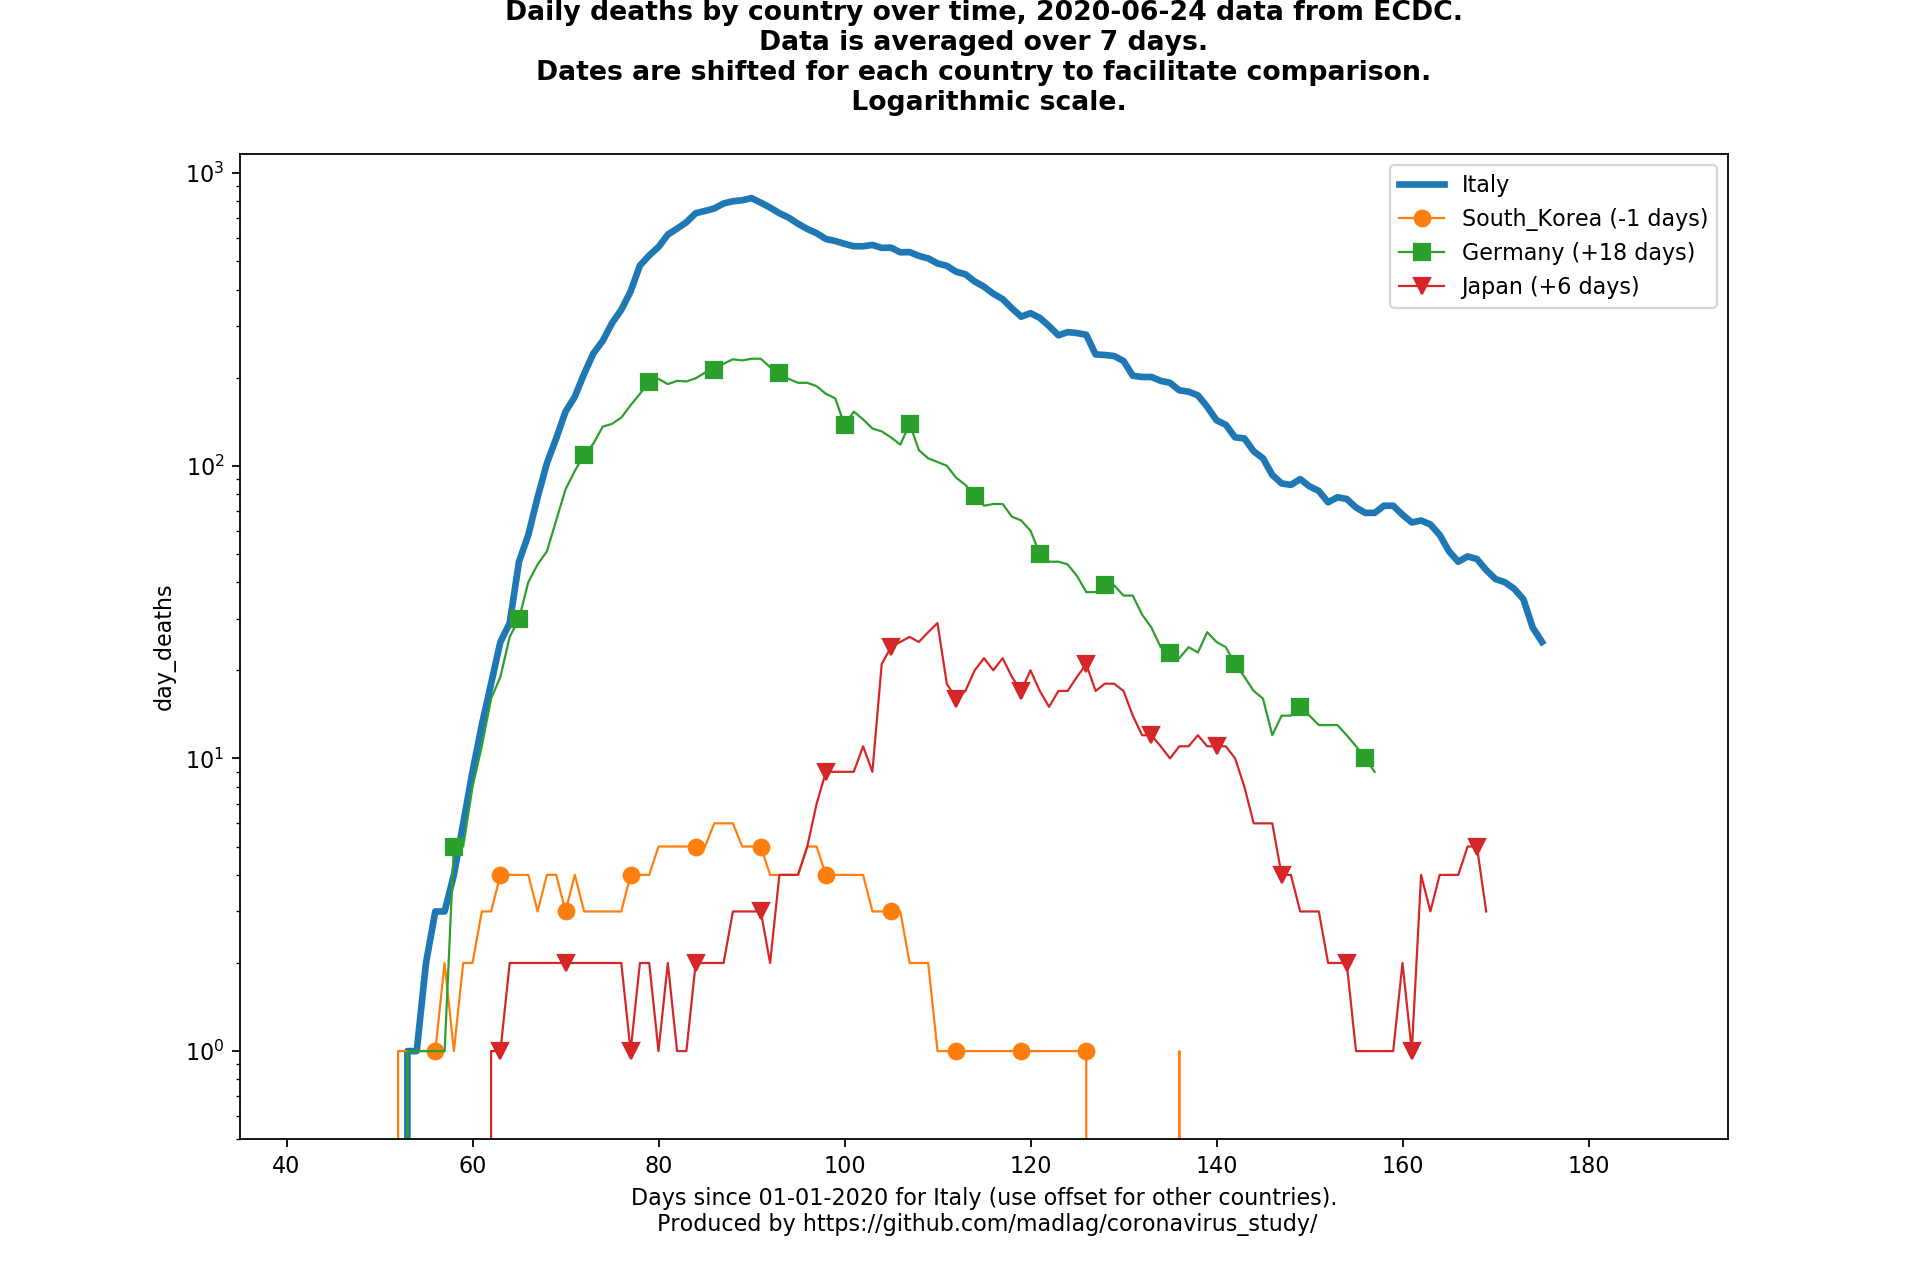 Daily deaths by country over time, 2020-06-24 data from ECDC.
Data is averaged over 7 days.
Dates are shifted for each country to facilitate comparison.
Logarithmic scale.
10³
10²
10¹
10⁰
day_deaths
Italy
South_Korea (-1 days)
Germany (+18 days)
Japan (+6 days)
40 60 80 100 120 140 160 180
Days since 01-01-2020 for Italy (use offset for other countries).
Produced by https://github.com/madlag/coronavirus_study/